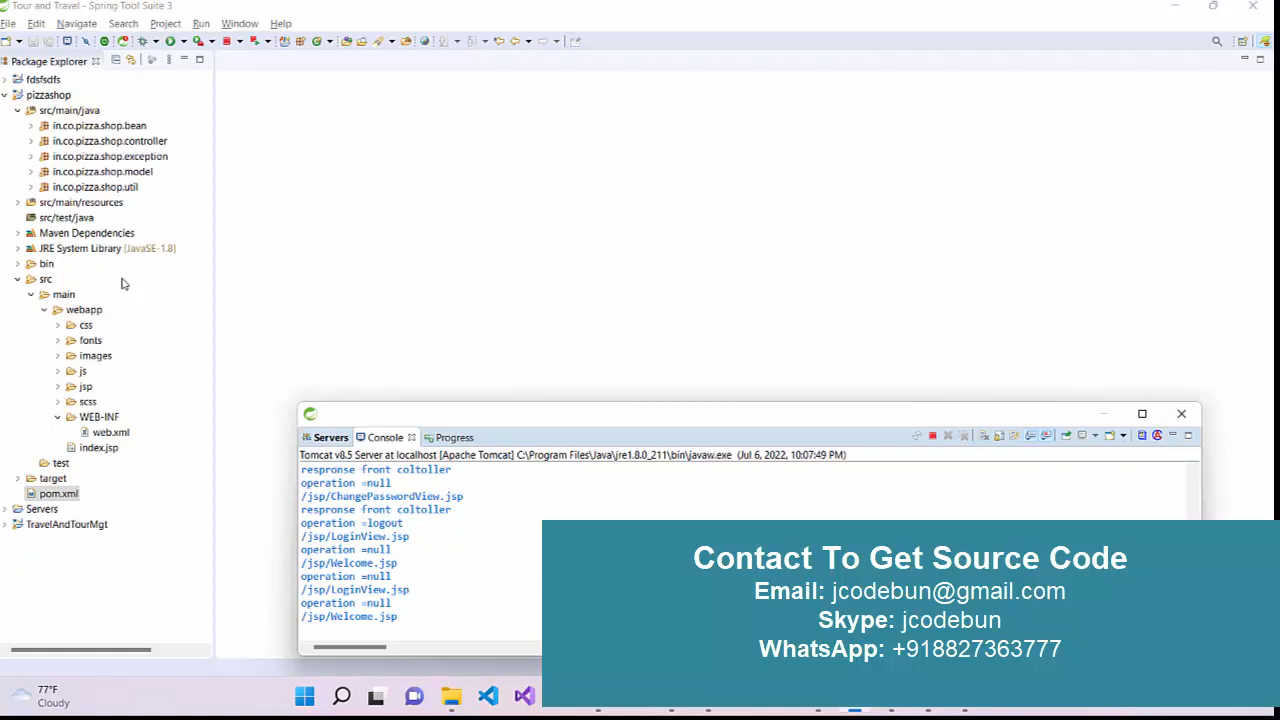 Tour and Travel - Spring Tool Suite 3
File Edit Navigate Search Project Run Window Help
Package Explorer
fdsfsdfs
pizzashop
src/main/java
in.co.pizza.shop.bean
in.co.pizza.shop.controller
in.co.pizza.shop.exception
in.co.pizza.shop.model
in.co.pizza.shop.util
src/main/resources
src/test/java
Maven Dependencies
JRE System Library [JavaSE-1.8]
bin
src
main
webapp
css
fonts
images
js
jsp
scss
WEB-INF
web.xml
index.jsp
test
target
pom.xml
Servers
TravelAndTourMgt
Servers Console Progress
Tomcat v8.5 Server at localhost [Apache Tomcat] C:\Program Files\Java\jre1.8.0_211\bin\javaw.exe (Jul 6, 2022, 10:07:49 PM)
respronse front coltoller
operation =null
/jsp/ChangePasswordView.jsp
respronse front coltoller
operation =logout
/jsp/LoginView.jsp
operation =null
/jsp/Welcome.jsp
operation =null
/jsp/LoginView.jsp
operation =null
/jsp/Welcome.jsp
Contact To Get Source Code
Email: jcodebun@gmail.com
Skype: jcodebun
WhatsApp: +918827363777
77°F
Cloudy